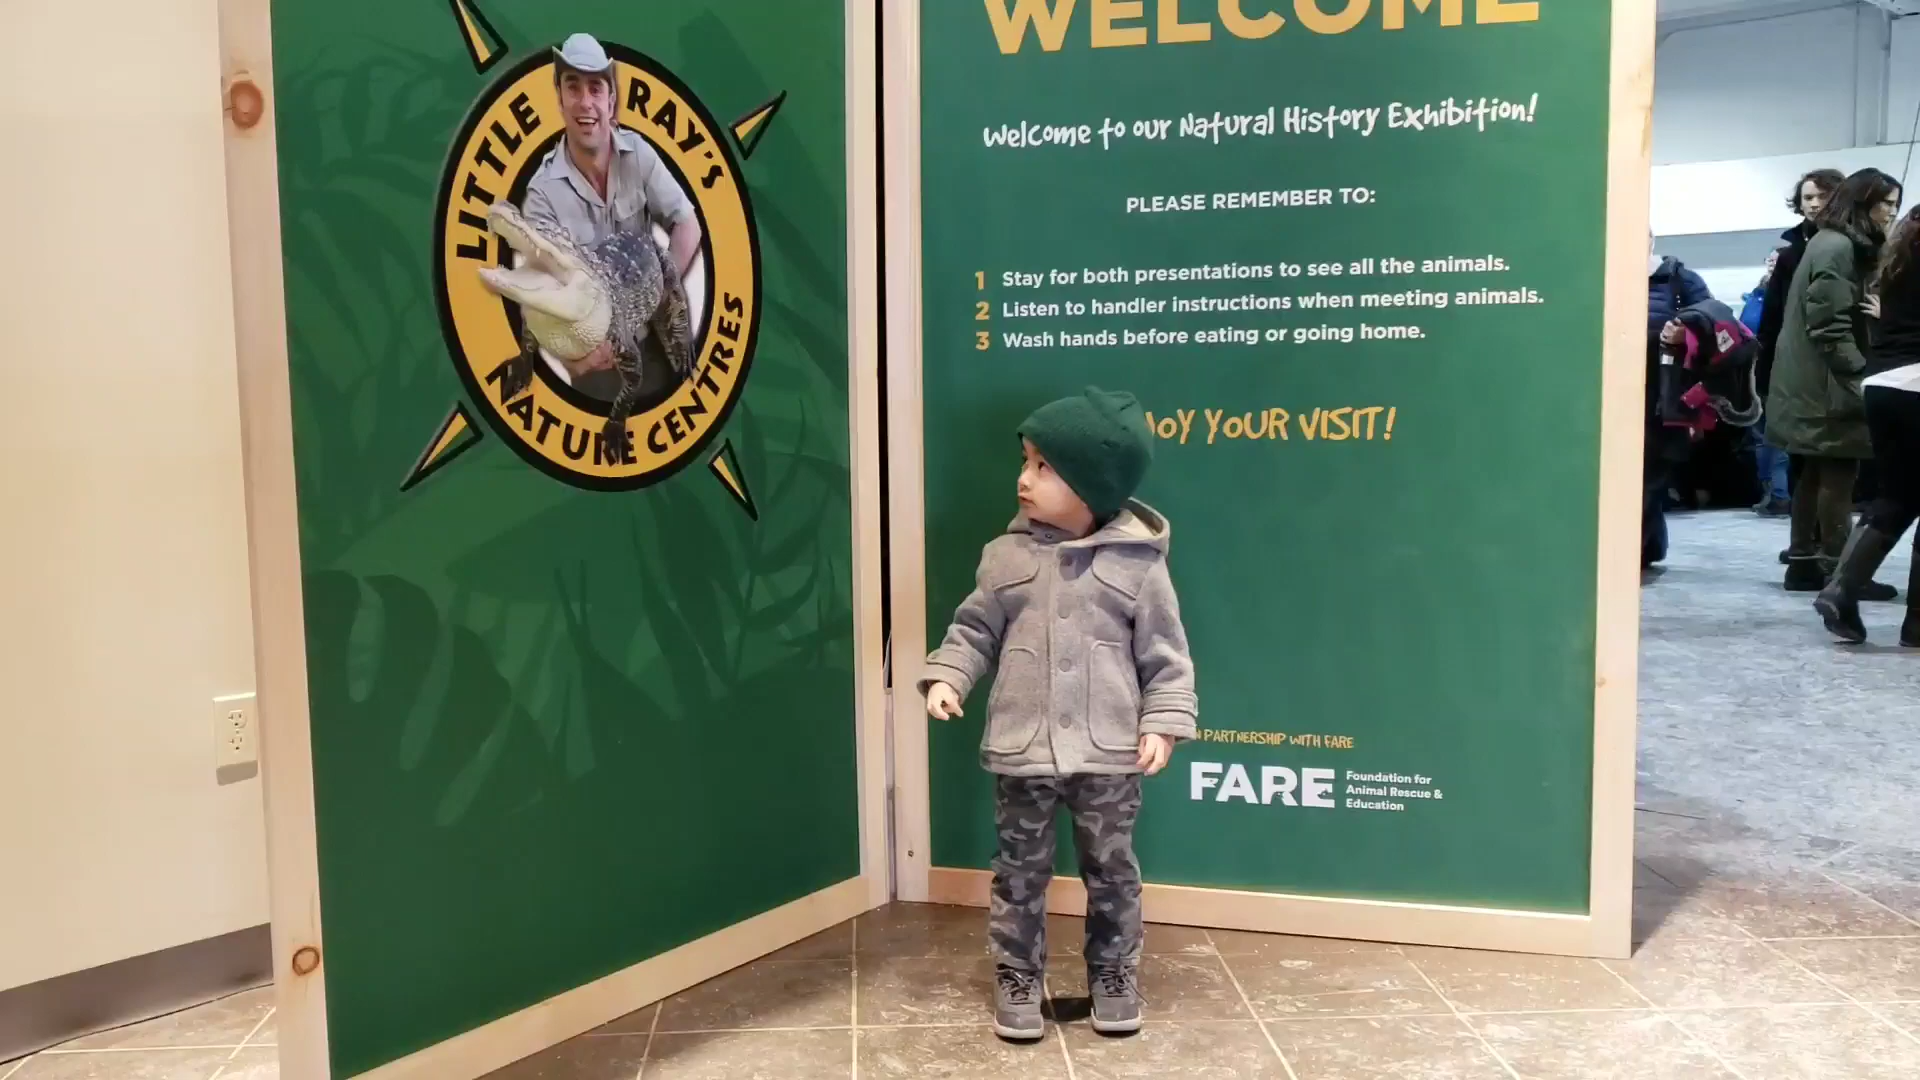 LITTLE RAY'S
NATURE CENTRES
WELCOME
Welcome to our Natural History Exhibition!
PLEASE REMEMBER TO:
1 Stay for both presentations to see all the animals.
2 Listen to handler instructions when meeting animals.
3 Wash hands before eating or going home.
JOY YOUR VISIT!
N PARTNERSHIP WITH FARE
FARE
Foundation for
Animal Rescue &
Education